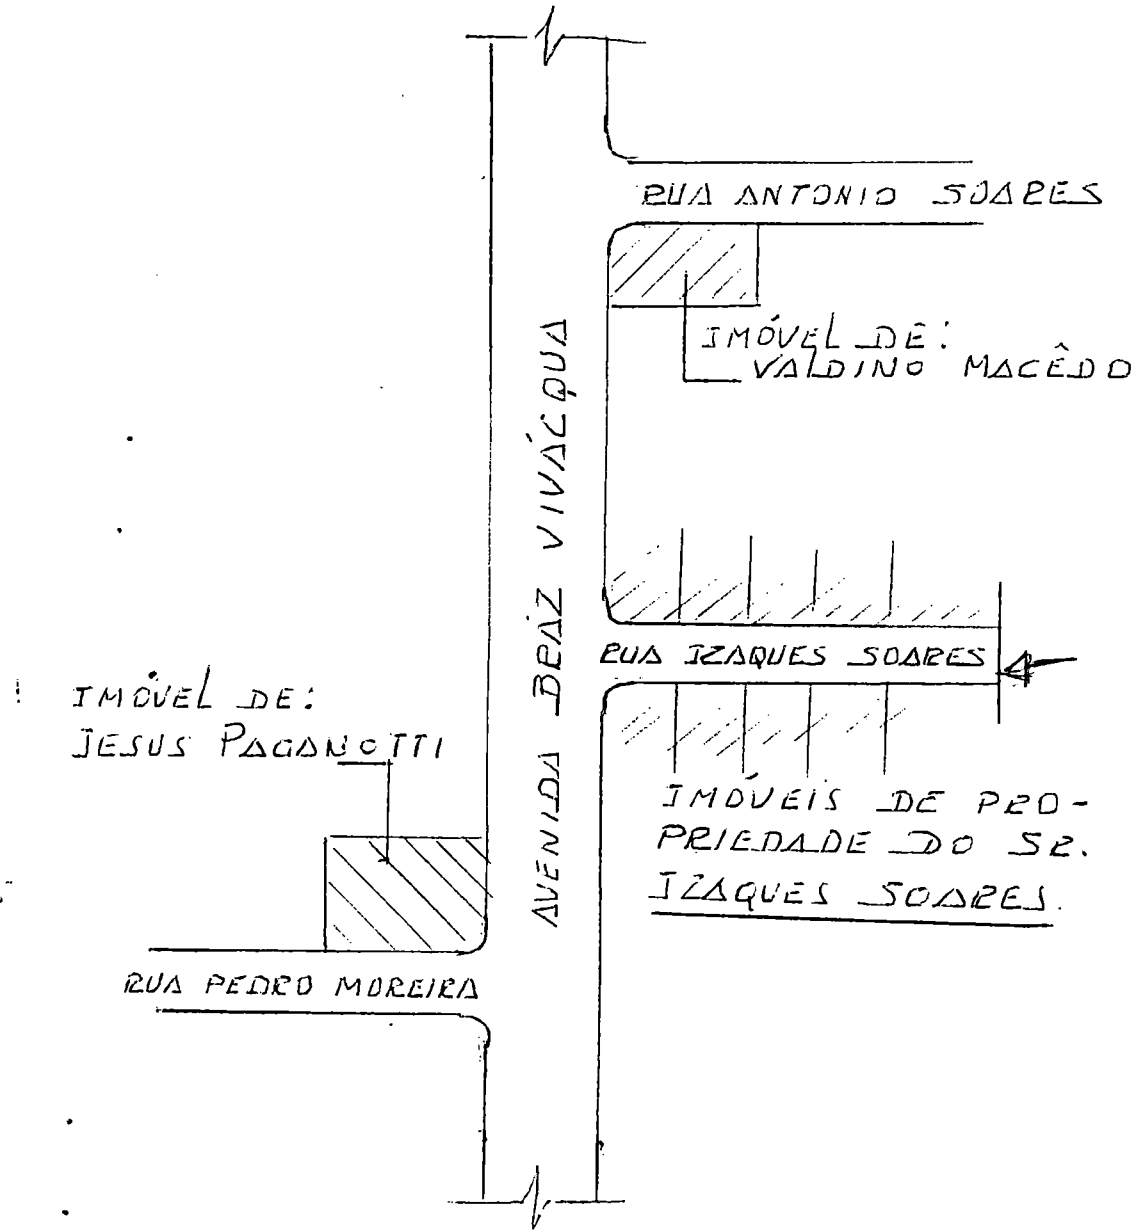 RUA ANTONIO SOARES
IMÓVEL DE:
VALDINO MACÊDO
AVENIDA BRAZ VIVÁCQUA
RUA IZAQUES SOARES
IMÓVEL DE:
JESUS PAGANOTTI
IMÓVEIS DE PRO-
PRIEDADE DO SR.
IZAQUES SOARES.
RUA PEDRO MOREIRA